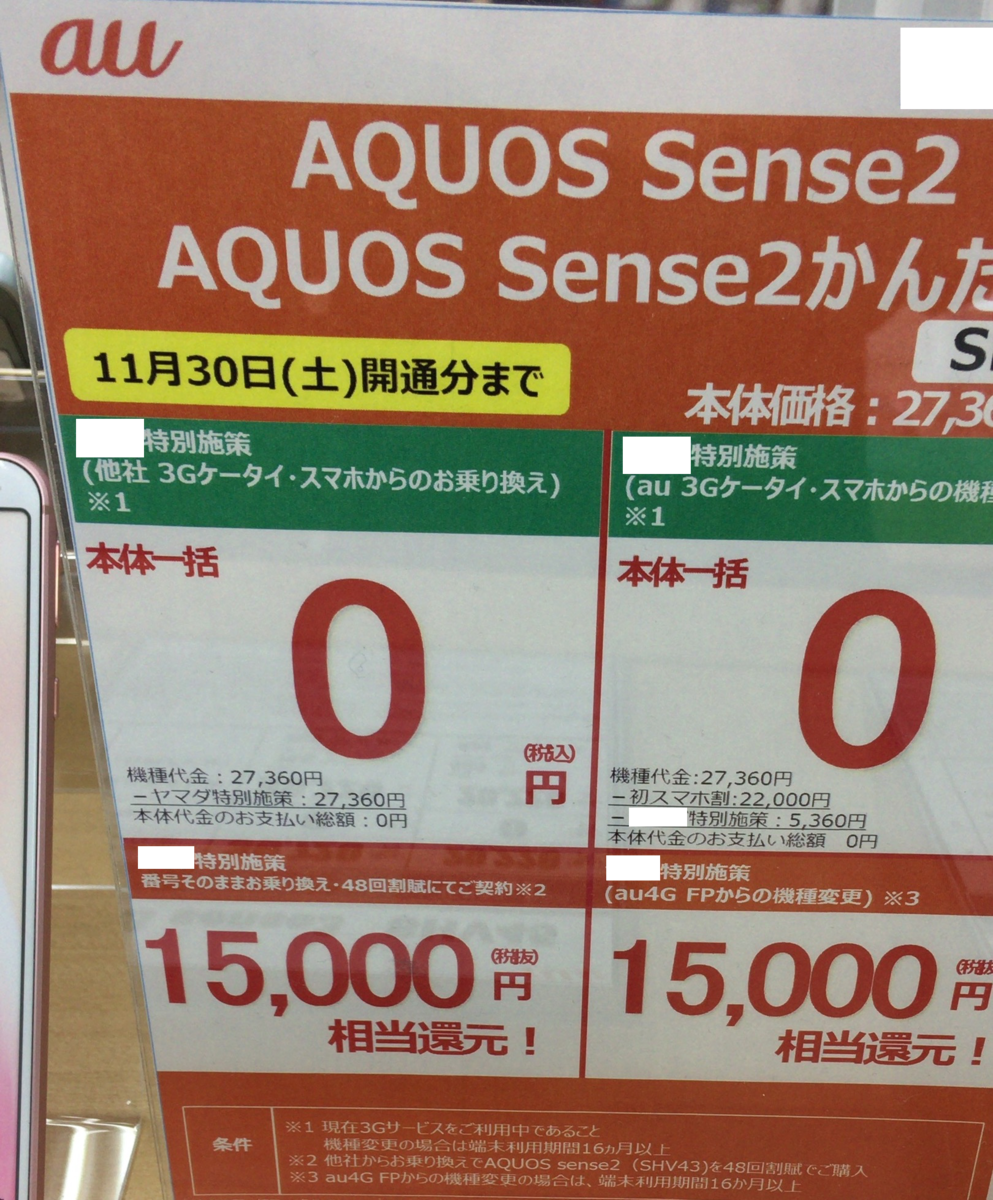 au
AQUOS Sense2
AQUOS Sense2かんた
11月30日(土)開通分まで
本体価格：27,36
特別施策
(他社 3Gケータイ・スマホからのお乗り換え)
※1
本体一括
0
(税込)
円
機種代金：27,360円
－ヤマダ特別施策：27,360円
本体代金のお支払い総額：0円
特別施策
(au 3Gケータイ・スマホからの機種
※1
本体一括
0
機種代金:27,360円
－初スマホ割:22,000円
－ 特別施策：5,360円
本体代金のお支払い総額 0円
特別施策
番号そのままお乗り換え・48回割賦にてご契約※2
15,000
(税抜)
円
相当還元！
特別施策
(au4G FPからの機種変更) ※3
15,000
(税抜
円
相当還元！
条件
※1 現在3Gサービスをご利用中であること
機種変更の場合は端末利用期間16ヵ月以上
※2 他社からお乗り換えでAQUOS sense2（SHV43)を48回割賦でご購入
※3 au4G FPからの機種変更の場合は、端末利用期間16か月以上